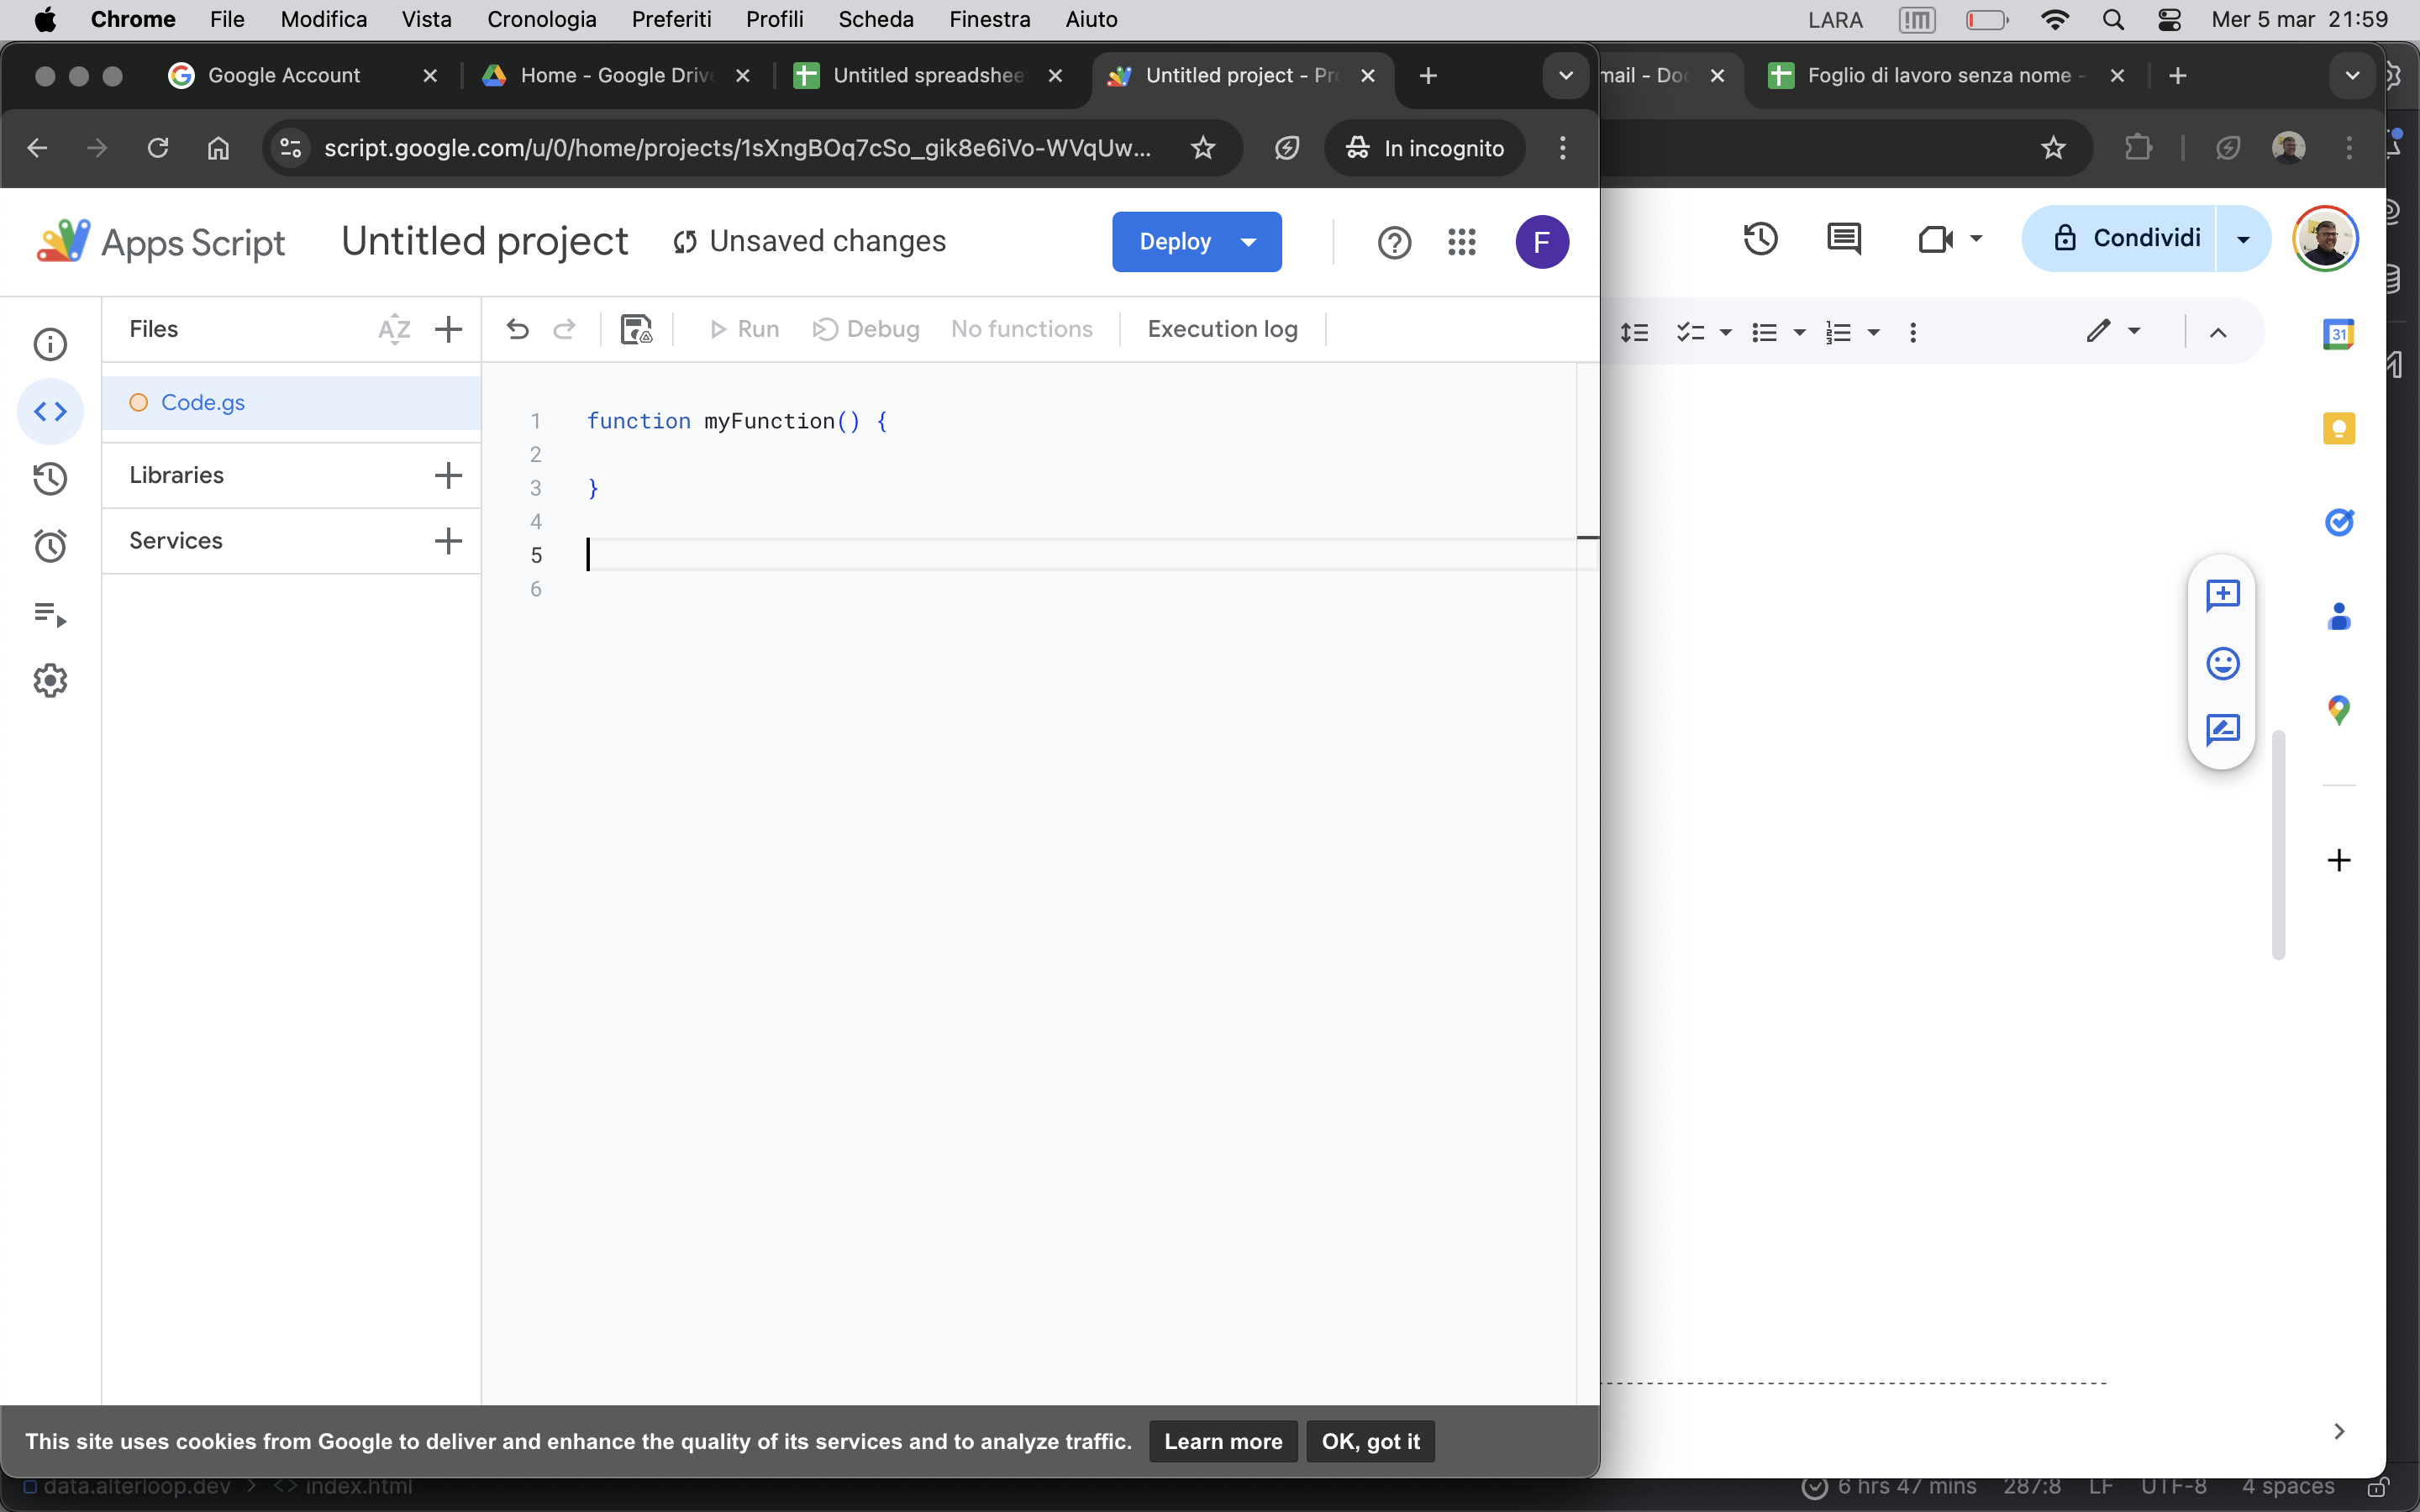 Chrome File Modifica Vista Cronologia Preferiti Profili Scheda Finestra Aiuto LARA Mer 5 mar 21:59
Google Account Home - Google Drive Untitled spreadshee Untitled project - Pro mail - Doc Foglio di lavoro senza nome -
script.google.com/u/0/home/projects/1sXngBOq7cSo_gik8e6iVo-WVqUw... In incognito
Apps Script Untitled project Unsaved changes Deploy F Condividi
Files AZ Run Debug No functions Execution log
31
Code.gs
1 function myFunction() {
2
3 }
4
5
6
Libraries
Services
This site uses cookies from Google to deliver and enhance the quality of its services and to analyze traffic. Learn more OK, got it
data.alterloop.dev > <> index.html 6 hrs 47 mins 287:8 LF UTF-8 4 spaces